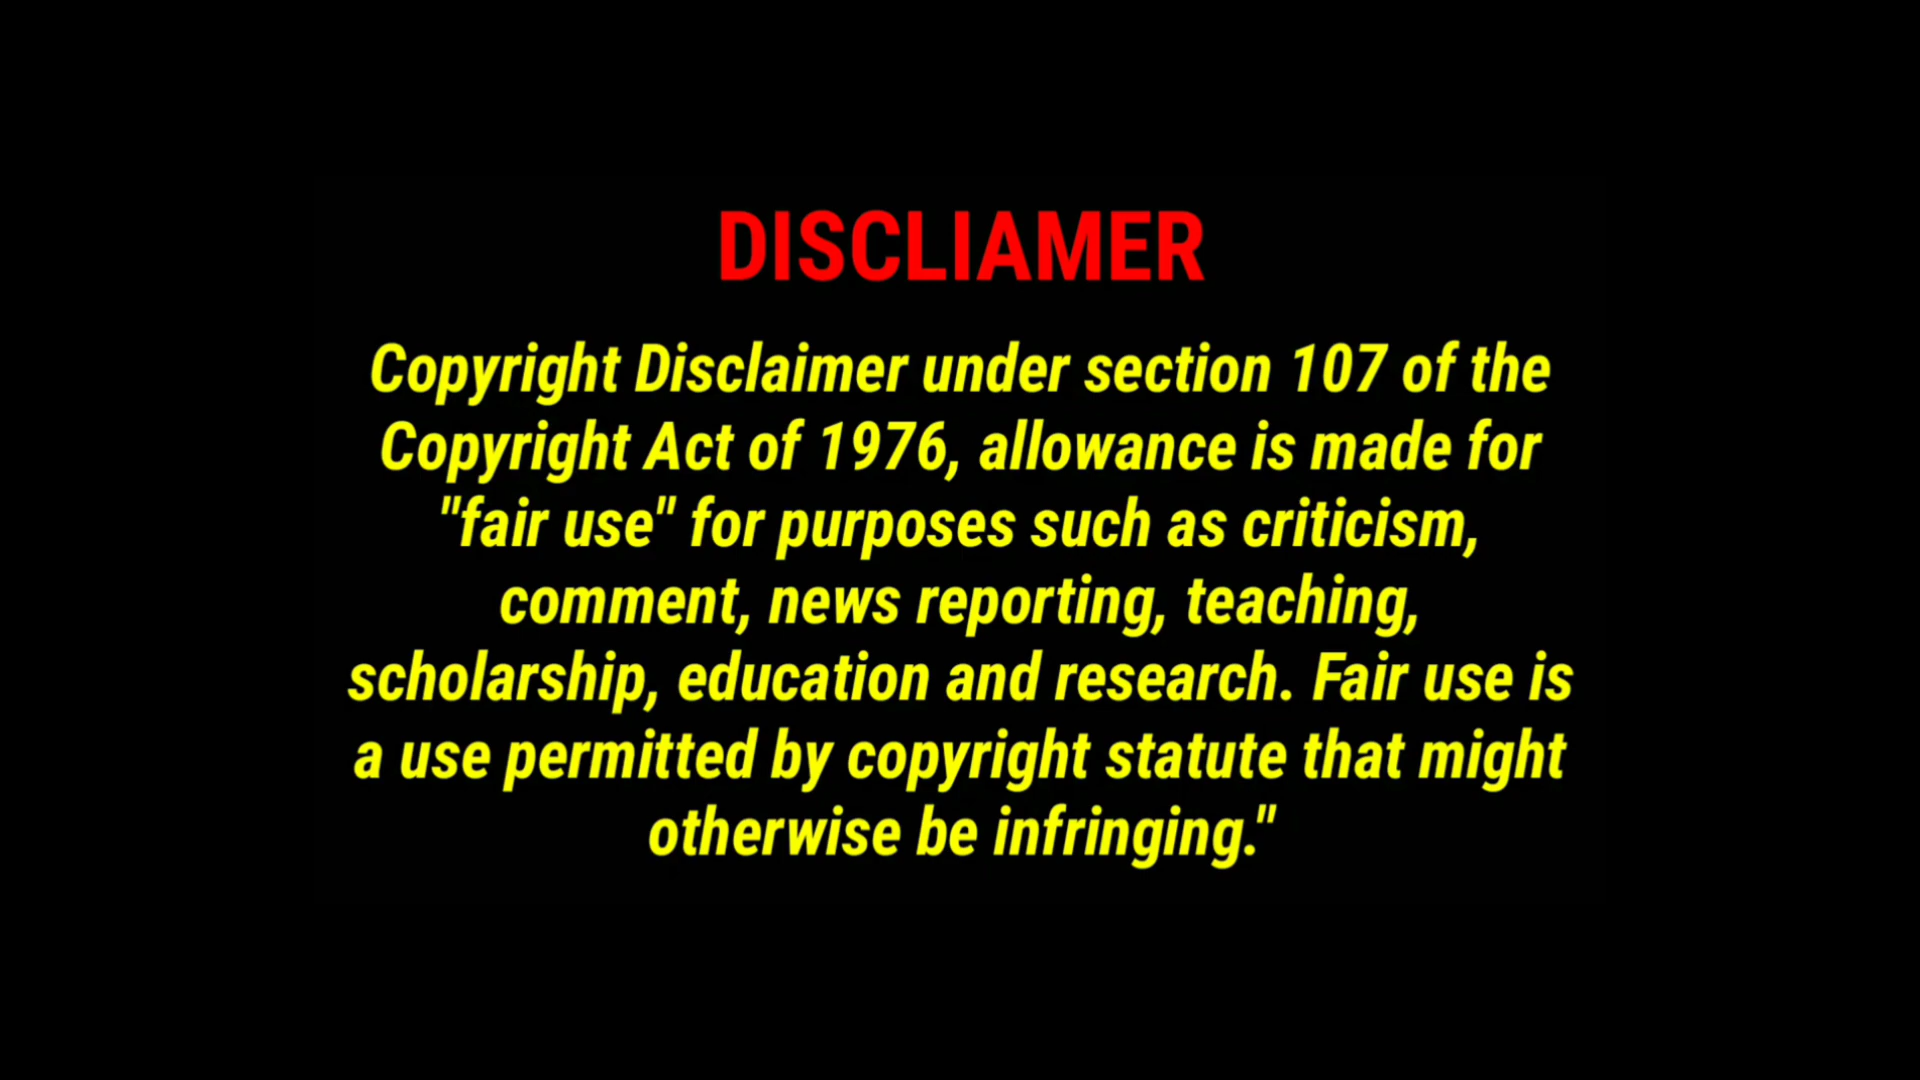 DISCLIAMER
Copyright Disclaimer under section 107 of the
Copyright Act of 1976, allowance is made for
"fair use" for purposes such as criticism,
comment, news reporting, teaching,
scholarship, education and research. Fair use is
a use permitted by copyright statute that might
otherwise be infringing."